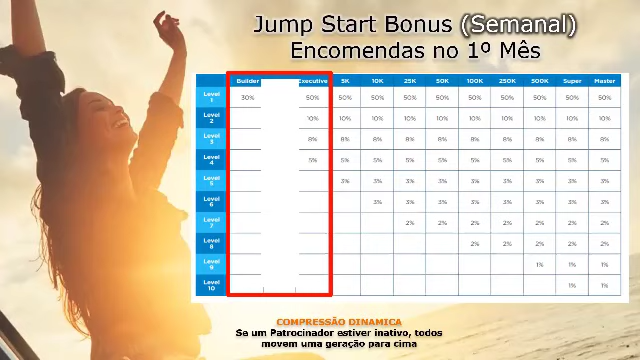 Jump Start Bonus (Semanal)
Encomendas no 1º Mês
Builder Executive 5K 10K 25K 50K 100K 250K 500K Super Master
Level 1 30% 50% 50% 50% 50% 50% 50% 50% 50% 50% 50%
Level 2 10% 10% 10% 10% 10% 10% 10% 10% 10% 10%
Level 3 8% 8% 8% 8% 8% 8% 8% 8% 8% 8%
Level 4 5% 5% 5% 5% 5% 5% 5% 5% 5% 5%
Level 5 3% 3% 3% 3% 3% 3% 3% 3% 3%
Level 6 3% 3% 3% 3% 3% 3% 3% 3%
Level 7 2% 2% 2% 2% 2% 2% 2%
Level 8 2% 2% 2% 2% 2%
Level 9 1% 1% 1%
Level 10 1% 1%
COMPRESSÃO DINAMICA
Se um Patrocinador estiver inativo, todos
movem uma geração para cima